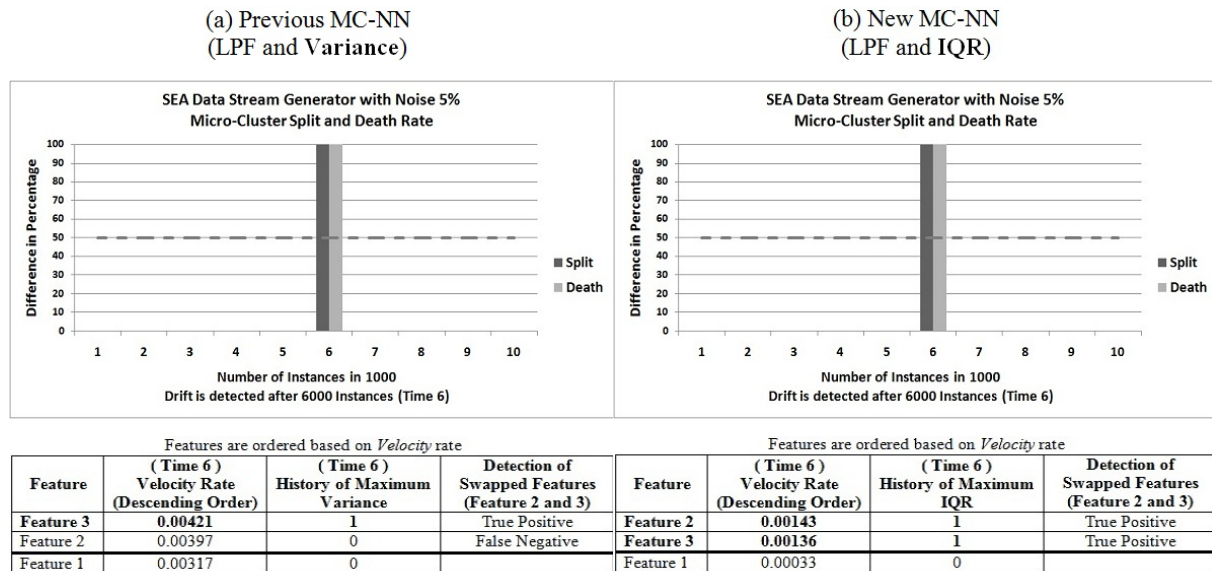 (a) Previous MC-NN
(LPF and Variance)
SEA Data Stream Generator with Noise 5%
Micro-Cluster Split and Death Rate
Difference in Percentage
100
90
80
70
60
50
40
30
20
10
0
1 2 3 4 5 6 7 8 9 10
Split
Death
Number of Instances in 1000
Drift is detected after 6000 Instances (Time 6)
Features are ordered based on Velocity rate
Feature
( Time 6 )
Velocity Rate
(Descending Order)
( Time 6 )
History of Maximum
Variance
Detection of
Swapped Features
(Feature 2 and 3)
Feature 3 0.00421 1 True Positive
Feature 2 0.00397 0 False Negative
Feature 1 0.00317 0
(b) New MC-NN
(LPF and IQR)
SEA Data Stream Generator with Noise 5%
Micro-Cluster Split and Death Rate
Difference in Percentage
100
90
80
70
60
50
40
30
20
10
0
1 2 3 4 5 6 7 8 9 10
Split
Death
Number of Instances in 1000
Drift is detected after 6000 Instances (Time 6)
Features are ordered based on Velocity rate
Feature
( Time 6 )
Velocity Rate
(Descending Order)
( Time 6 )
History of Maximum
IQR
Detection of
Swapped Features
(Feature 2 and 3)
Feature 2 0.00143 1 True Positive
Feature 3 0.00136 1 True Positive
Feature 1 0.00033 0